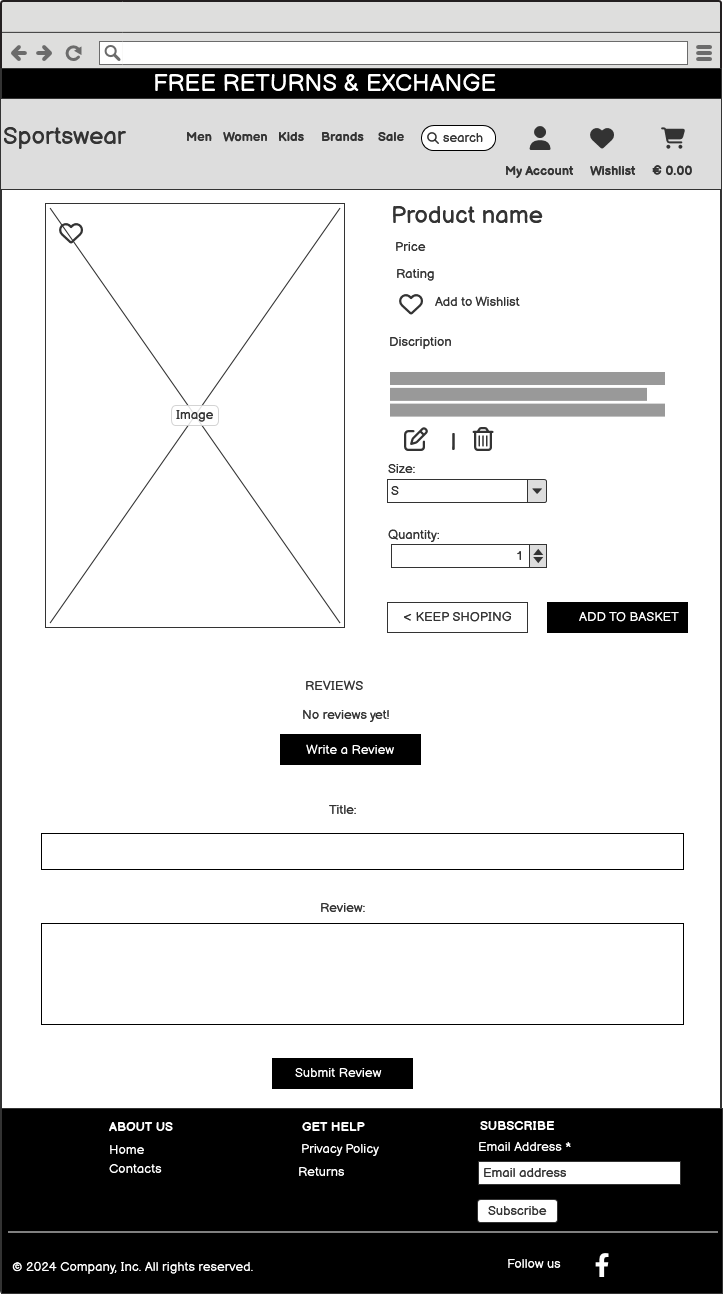 FREE RETURNS & EXCHANGE
Sportswear
Men Women Kids Brands Sale search
My Account Wishlist € 0.00
Image
Product name
Price
Rating
Add to Wishlist
Discription
Size:
S
Quantity:
1
< KEEP SHOPING
ADD TO BASKET
REVIEWS
No reviews yet!
Write a Review
Title:
Review:
Submit Review
ABOUT US
Home
Contacts
GET HELP
Privacy Policy
Returns
SUBSCRIBE
Email Address *
Email address
Subscribe
© 2024 Company, Inc. All rights reserved.
Follow us